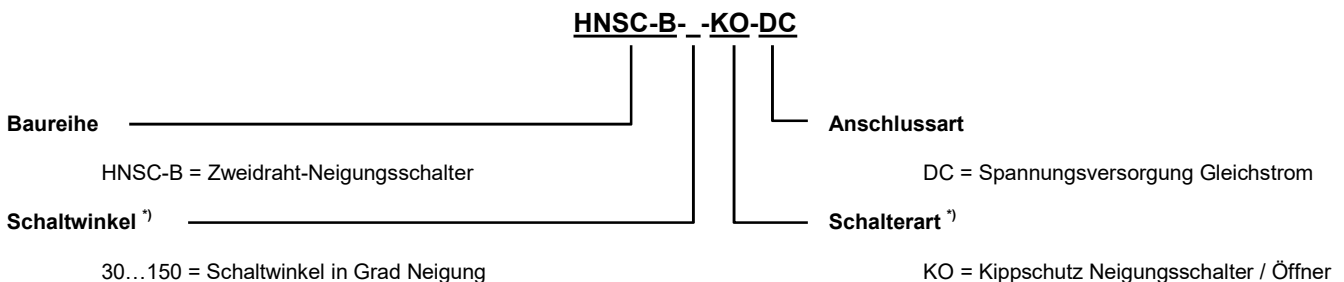 HNSC-B-_-KO-DC
Baureihe
HNSC-B = Zweidraht-Neigungsschalter
Schaltwinkel *)
30…150 = Schaltwinkel in Grad Neigung
Anschlussart
DC = Spannungsversorgung Gleichstrom
Schalterart *)
KO = Kippschutz Neigungsschalter / Öffner